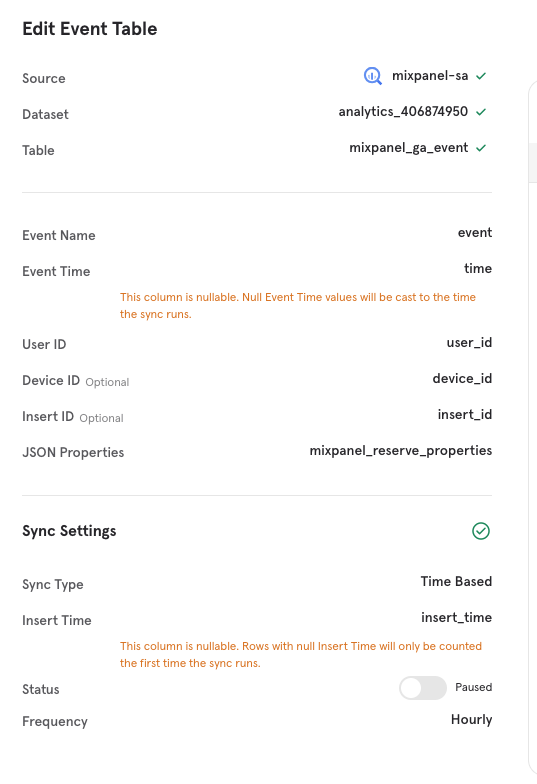 Edit Event Table
Source mixpanel-sa
Dataset analytics_406874950
Table mixpanel_ga_event
Event Name event
Event Time time
This column is nullable. Null Event Time values will be cast to the time
the sync runs.
User ID user_id
Device ID Optional device_id
Insert ID Optional insert_id
JSON Properties mixpanel_reserve_properties
Sync Settings
Sync Type Time Based
Insert Time insert_time
This column is nullable. Rows with null Insert Time will only be counted
the first time the sync runs.
Status Paused
Frequency Hourly